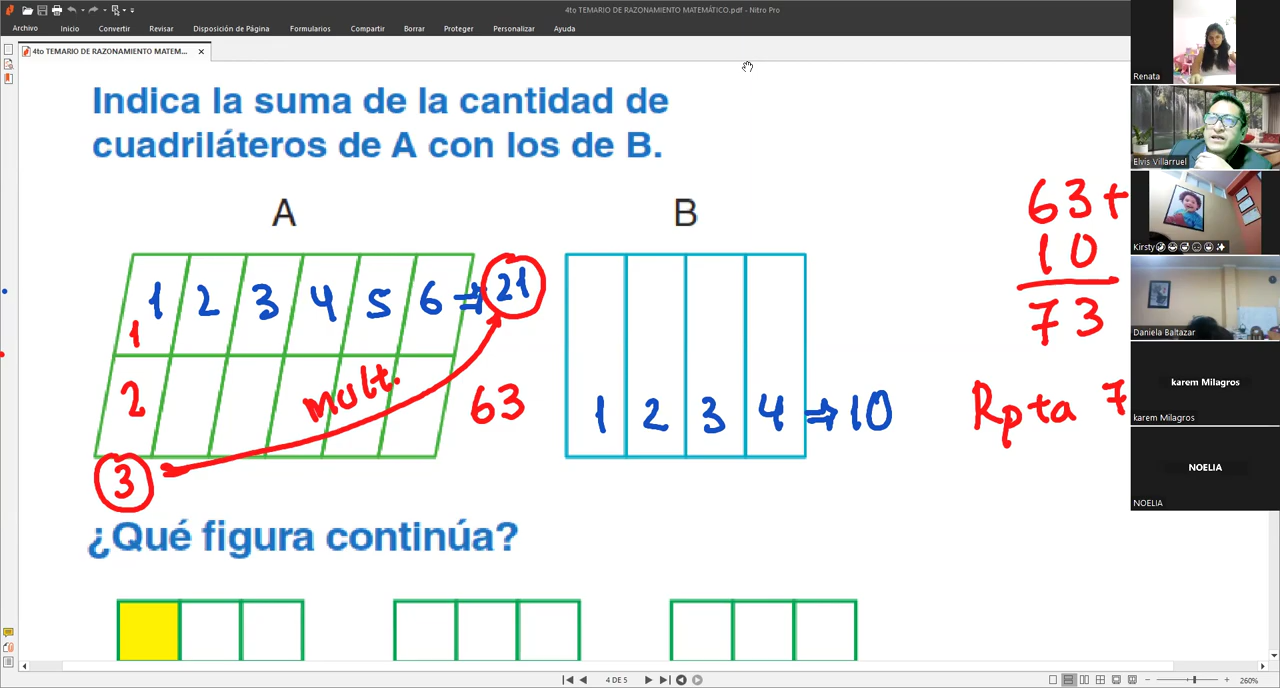 4to TEMARIO DE RAZONAMIENTO MATEMÁTICO.pdf - Nitro Pro
Archivo Inicio Convertir Revisar Disposición de Página Formularios Compartir Borrar Proteger Personalizar Ayuda
4to TEMARIO DE RAZONAMIENTO MATEM... ×
Indica la suma de la cantidad de
cuadriláteros de A con los de B.
A B
1 2 3 4 5 6 ⇒ 21
1
2
mult.
63
3
1 2 3 4 ⇒ 10
63+
10
73
Rpta 7
¿Qué figura continúa?
4 DE 5
260%
Renata
Elvis Villarruel
Kirsty
Daniela Baltazar
karem Milagros
karem Milagros
NOELIA
NOELIA